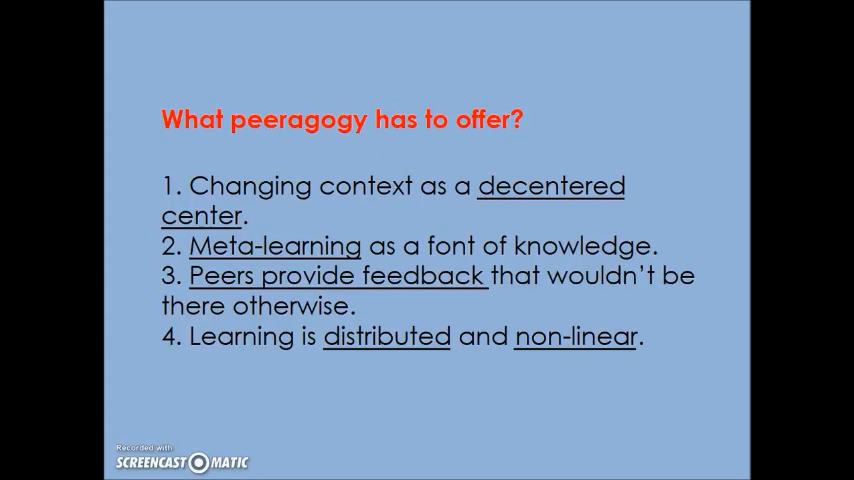 What peeragogy has to offer?
1. Changing context as a decentered
center.
2. Meta-learning as a font of knowledge.
3. Peers provide feedback that wouldn't be
there otherwise.
4. Learning is distributed and non-linear.
Recorded with
SCREENCAST MATIC